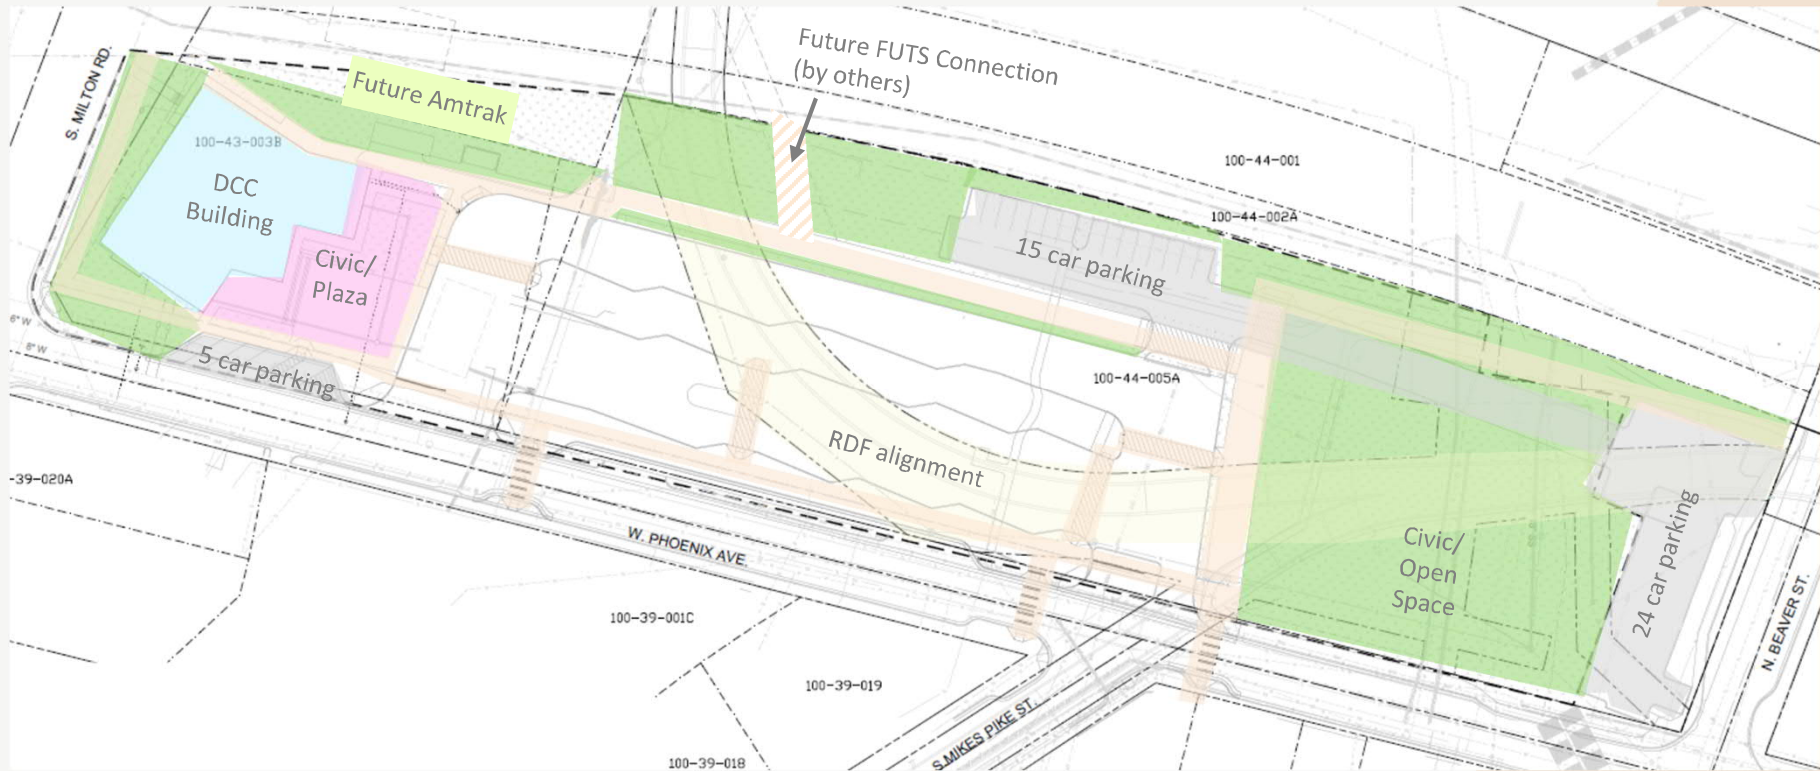 S. MILTON RD.
Future Amtrak
Future FUTS Connection
(by others)
100-43-003B
DCC
Building
Civic/
Plaza
100-44-001
100-44-002A
15 car parking
6" W
8" W
5 car parking
100-44-005A
RDF alignment
-39-020A
W. PHOENIX AVE.
Civic/
Open
Space
24 car parking
N. BEAVER ST.
100-39-001C
100-39-019
S.MIKES PIKE ST.
100-39-018